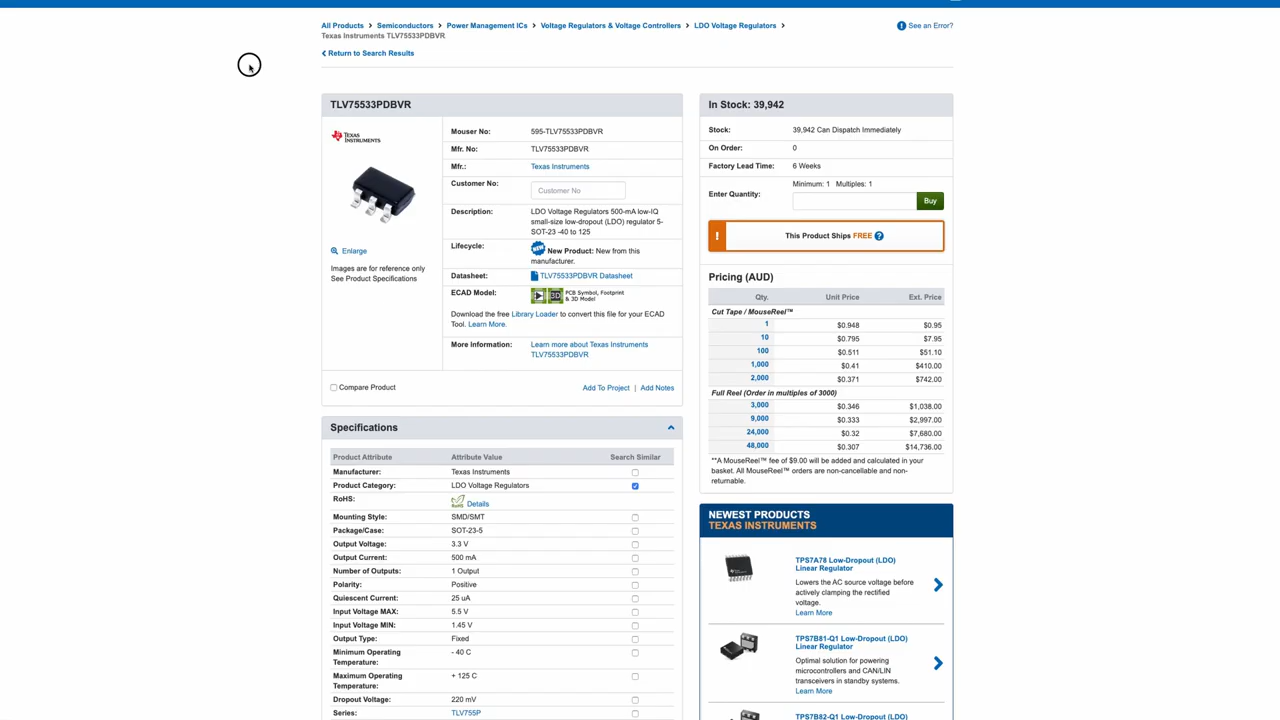 All Products > Semiconductors > Power Management ICs > Voltage Regulators & Voltage Controllers > LDO Voltage Regulators >
Texas Instruments TLV75533PDBVR
See an Error?
Return to Search Results
TLV75533PDBVR
TEXAS INSTRUMENTS
Enlarge
Images are for reference only
See Product Specifications
Mouser No: 595-TLV75533PDBVR
Mfr. No: TLV75533PDBVR
Mfr.: Texas Instruments
Customer No: Customer No
Description: LDO Voltage Regulators 500-mA low-IQ
small-size low-dropout (LDO) regulator 5-
SOT-23 -40 to 125
Lifecycle: NEW New Product: New from this
manufacturer.
Datasheet: TLV75533PDBVR Datasheet
ECAD Model: 3D PCB Symbol, Footprint
& 3D Model
Download the free Library Loader to convert this file for your ECAD
Tool. Learn More.
More Information: Learn more about Texas Instruments
TLV75533PDBVR
Compare Product
Add To Project | Add Notes
Specifications
Product Attribute Attribute Value Search Similar
Manufacturer: Texas Instruments
Product Category: LDO Voltage Regulators
RoHS: Details
Mounting Style: SMD/SMT
Package/Case: SOT-23-5
Output Voltage: 3.3 V
Output Current: 500 mA
Number of Outputs: 1 Output
Polarity: Positive
Quiescent Current: 25 uA
Input Voltage MAX: 5.5 V
Input Voltage MIN: 1.45 V
Output Type: Fixed
Minimum Operating - 40 C
Temperature:
Maximum Operating + 125 C
Temperature:
Dropout Voltage: 220 mV
Series: TLV755P
In Stock: 39,942
Stock: 39,942 Can Dispatch Immediately
On Order: 0
Factory Lead Time: 6 Weeks
Minimum: 1 Multiples: 1
Enter Quantity: Buy
! This Product Ships FREE ?
Pricing (AUD)
Qty. Unit Price Ext. Price
Cut Tape / MouseReel™
1 $0.948 $0.95
10 $0.795 $7.95
100 $0.511 $51.10
1,000 $0.41 $410.00
2,000 $0.371 $742.00
Full Reel (Order in multiples of 3000)
3,000 $0.346 $1,038.00
9,000 $0.333 $2,997.00
24,000 $0.32 $7,680.00
48,000 $0.307 $14,736.00
**A MouseReel™ fee of $9.00 will be added and calculated in your
basket. All MouseReel™ orders are non-cancellable and non-
returnable.
NEWEST PRODUCTS
TEXAS INSTRUMENTS
TPS7A78 Low-Dropout (LDO)
Linear Regulator
Lowers the AC source voltage before
actively clamping the rectified
voltage.
Learn More
TPS7B81-Q1 Low-Dropout (LDO)
Linear Regulator
Optimal solution for powering
microcontrollers and CAN/LIN
transceivers in standby systems.
Learn More
TPS7B82-Q1 Low-Dropout (LDO)